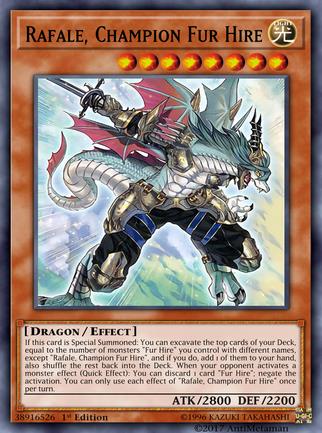 Rafale, Champion Fur Hire
LIGHT
光
[Dragon / Effect]
If this card is Special Summoned: You can excavate the top cards of your Deck,
equal to the number of monsters "Fur Hire" you control with different names,
except "Rafale, Champion Fur Hire", and if you do, add 1 of them to your hand,
also shuffle the rest back into the Deck. When your opponent activates a
monster effect (Quick Effect): You can discard 1 card "Fur Hire"; negate the
activation. You can only use each effect of "Rafale, Champion Fur Hire" once
per turn.
ATK/2800 DEF/2200
38916526 1st Edition
©1996 KAZUKI TAKAHASHI
©2017 AntiMetaman